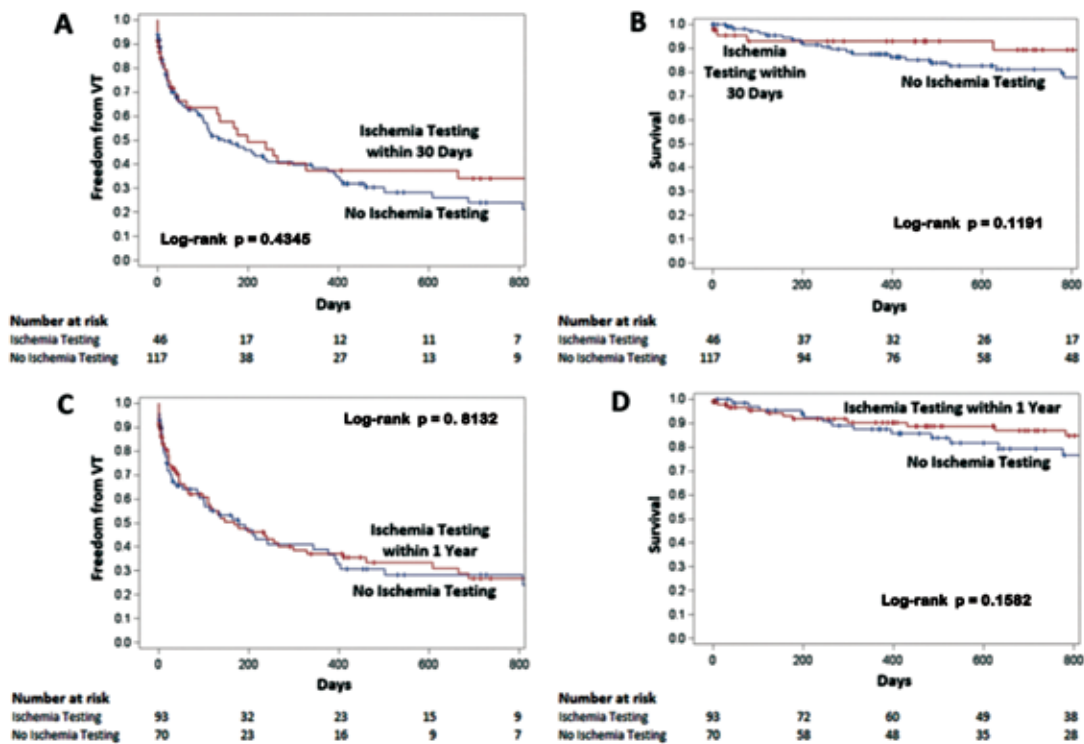 A
1.0
0.9
0.8
0.7
0.6
0.5
0.4
0.3
0.2
0.1
0.0
Freedom from VT
Ischemia Testing
within 30 Days
No Ischemia Testing
Log-rank p = 0.4345
0 200 400 600 800
Days
Number at risk
Ischemia Testing 46 17 12 11 7
No Ischemia Testing 117 38 27 13 9
B
1.0
0.9
0.8
0.7
0.6
0.5
0.4
0.3
0.2
0.1
0.0
Survival
Ischemia
Testing within
30 Days
No Ischemia Testing
Log-rank p = 0.1191
0 200 400 600 800
Days
Number at risk
Ischemia Testing 46 37 32 26 17
No Ischemia Testing 117 94 76 58 48
C
1.0
0.9
0.8
0.7
0.6
0.5
0.4
0.3
0.2
0.1
0.0
Freedom from VT
Log-rank p = 0. 8132
Ischemia Testing
within 1 Year
No Ischemia Testing
0 200 400 600 800
Days
Number at risk
Ischemia Testing 93 32 23 15 9
No Ischemia Testing 70 23 16 9 7
D
1.0
0.9
0.8
0.7
0.6
0.5
0.4
0.3
0.2
0.1
0.0
Survival
Ischemia Testing within 1 Year
No Ischemia Testing
Log-rank p = 0.1582
0 200 400 600 800
Days
Number at risk
Ischemia Testing 93 72 60 49 38
No Ischemia Testing 70 58 48 35 28